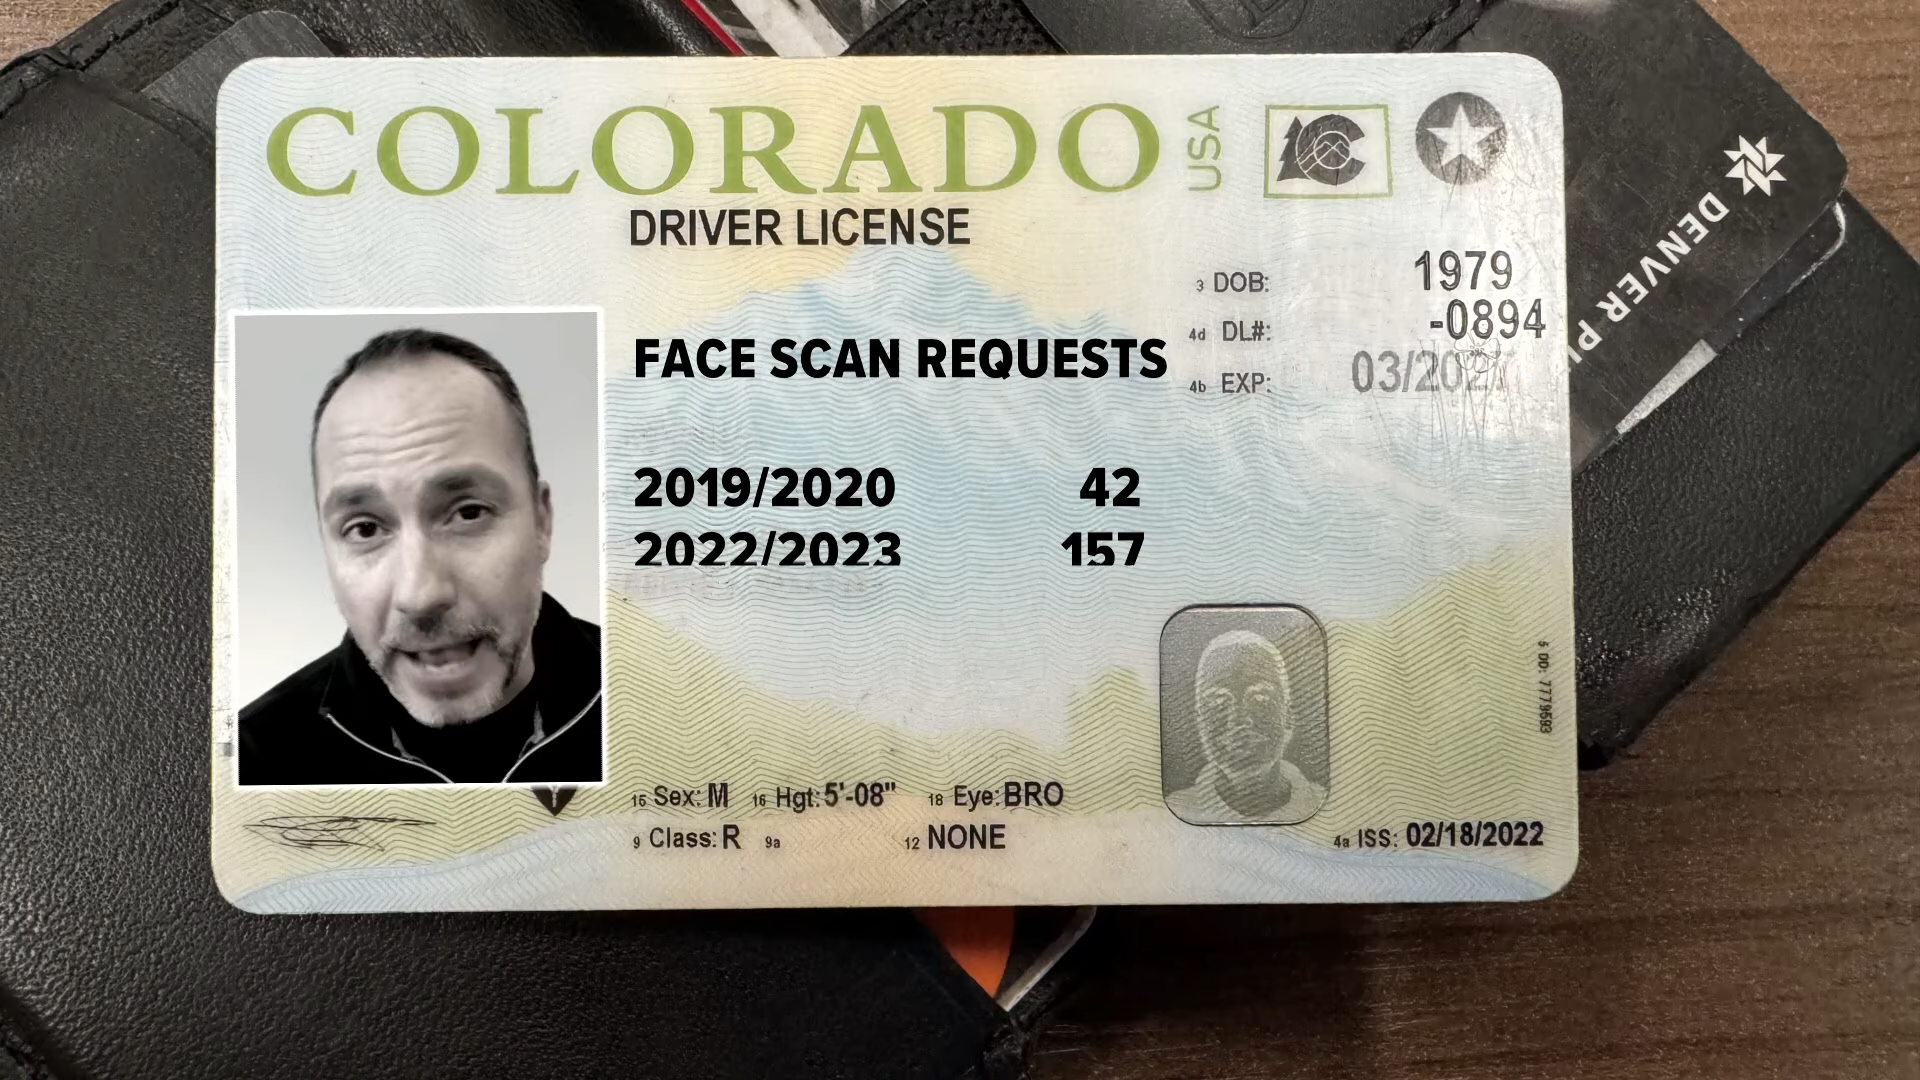 COLORADO USA
DRIVER LICENSE
3 DOB: 1979
4d DL#: -0894
4b EXP:
FACE SCAN REQUESTS
2019/2020 42
2022/2023 157
15 Sex: M 16 Hgt: 5'-08" 18 Eye: BRO
9 Class: R 9a 12 NONE
4a ISS: 02/18/2022
DENVER